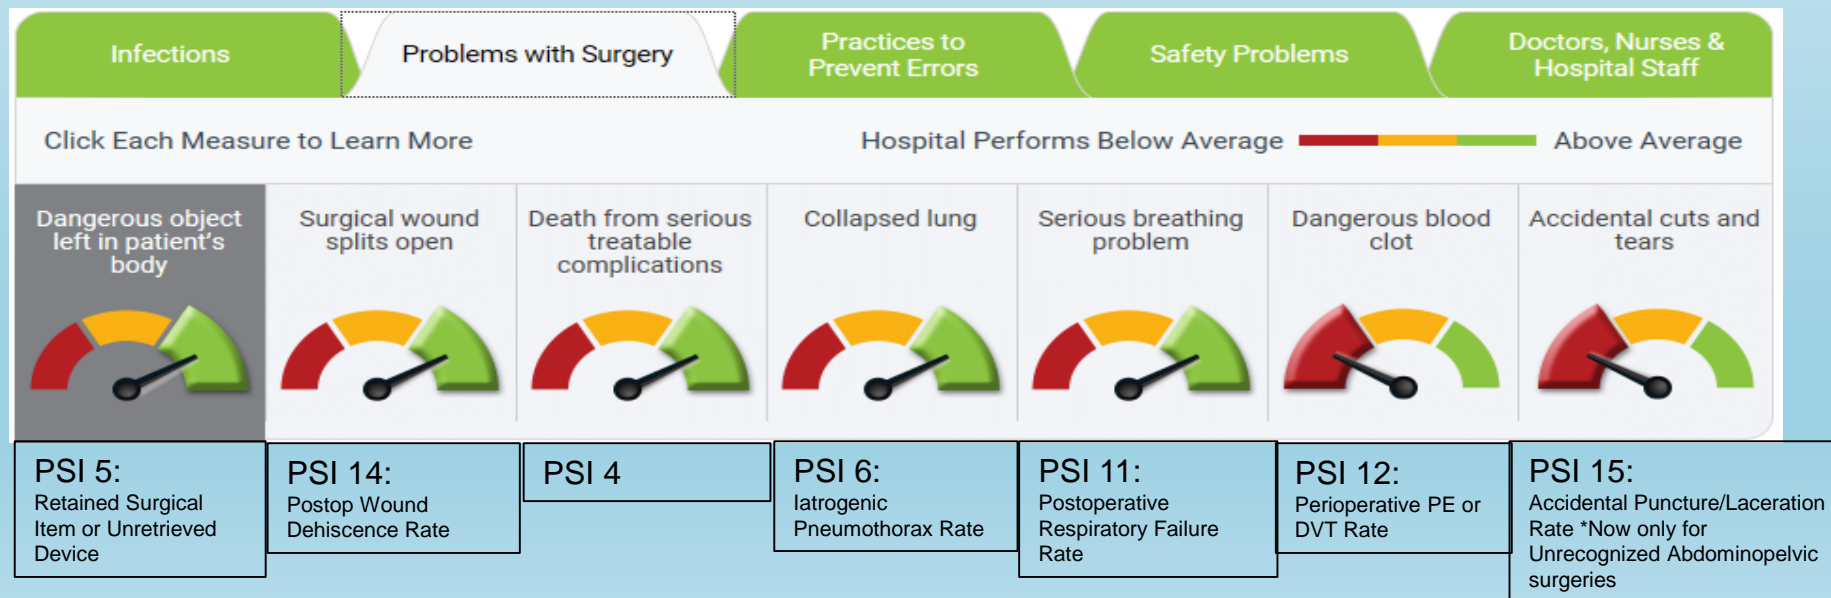 Infections
Problems with Surgery
Practices to
Prevent Errors
Safety Problems
Doctors, Nurses &
Hospital Staff
Click Each Measure to Learn More
Hospital Performs Below Average
Above Average
Dangerous object
left in patient's
body
Surgical wound
splits open
Death from serious
treatable
complications
Collapsed lung
Serious breathing
problem
Dangerous blood
clot
Accidental cuts and
tears
PSI 5:
Retained Surgical
Item or Unretrieved
Device
PSI 14:
Postop Wound
Dehiscence Rate
PSI 4
PSI 6:
Iatrogenic
Pneumothorax Rate
PSI 11:
Postoperative
Respiratory Failure
Rate
PSI 12:
Perioperative PE or
DVT Rate
PSI 15:
Accidental Puncture/Laceration
Rate *Now only for
Unrecognized Abdominopelvic
surgeries